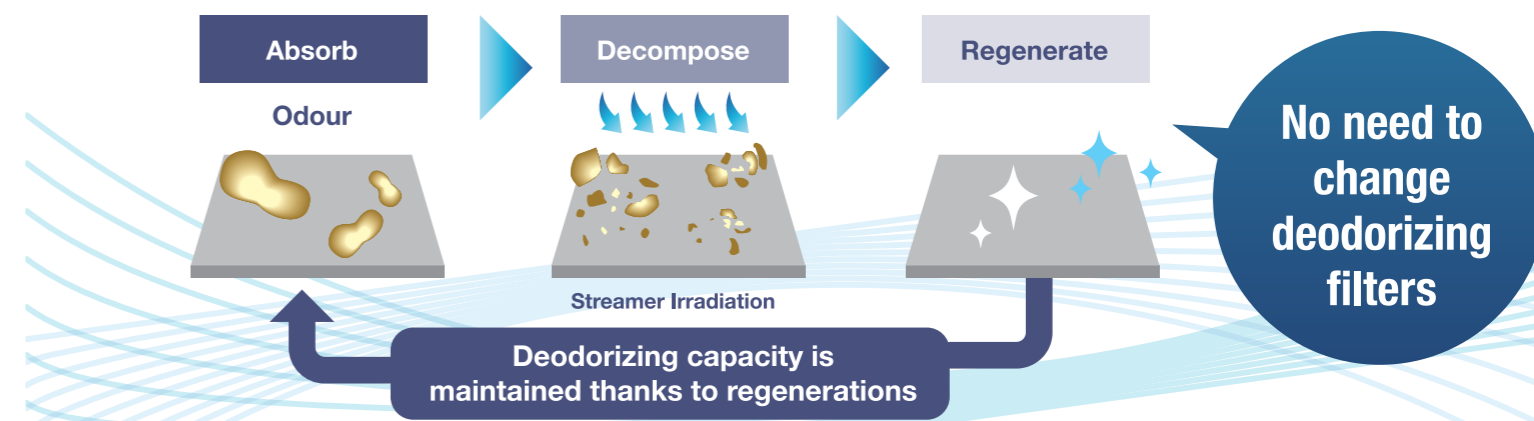 Absorb
Decompose
Regenerate
Odour
Streamer Irradiation
Deodorizing capacity is
maintained thanks to regenerations
No need to
change
deodorizing
filters